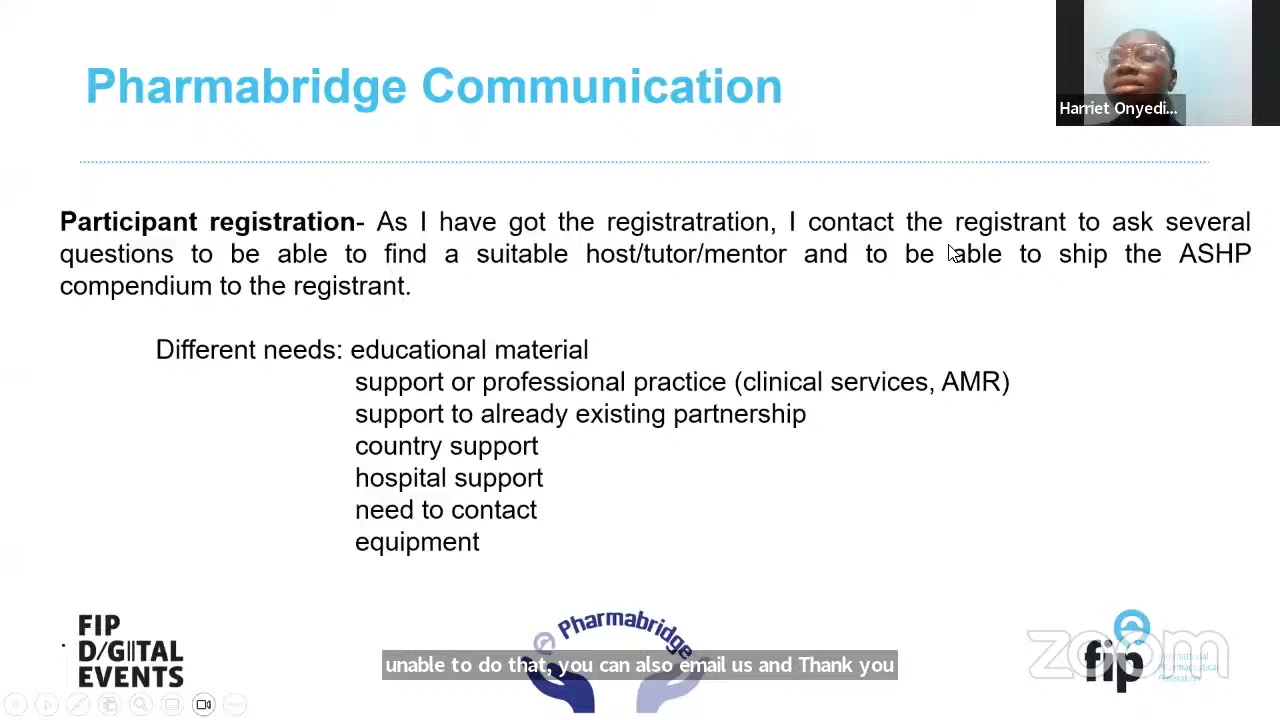 Pharmabridge Communication
Harriet Onyedi...
Participant registration- As I have got the registratration, I contact the registrant to ask several
questions to be able to find a suitable host/tutor/mentor and to be able to ship the ASHP
compendium to the registrant.
Different needs: educational material
support or professional practice (clinical services, AMR)
support to already existing partnership
country support
hospital support
need to contact
equipment
FIP
D/G||TAL
EVENTS
Pharmabridge
unable to do that, you can also email us and Thank you
zoom
fip
International
Pharmaceutical
Federation